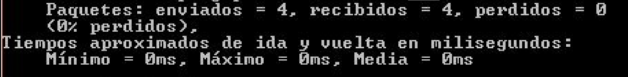 Paquetes: enviados = 4, recibidos = 4, perdidos = 0
(0% perdidos),
Tiempos aproximados de ida y vuelta en milisegundos:
Mínimo = 0ms, Máximo = 0ms, Media = 0ms